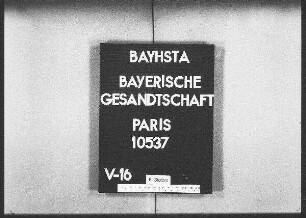 BAYHSTA
BAYERISCHE
GESANDTSCHAFT
PARIS
10537
V-16